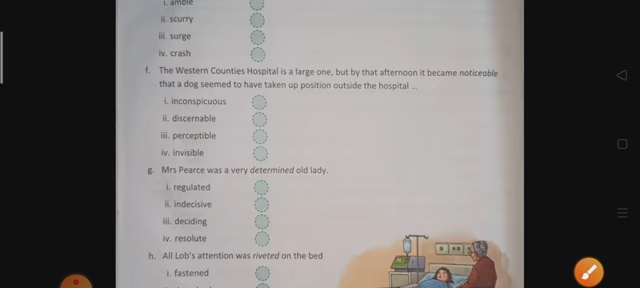 i. amble
ii. scurry
iii. surge
iv. crash
f. The Western Counties Hospital is a large one, but by that afternoon it became noticeable
that a dog seemed to have taken up position outside the hospital ...
i. inconspicuous
ii. discernable
iii. perceptible
iv. invisible
g. Mrs Pearce was a very determined old lady.
i. regulated
ii. indecisive
iii. deciding
iv. resolute
h. All Lob's attention was riveted on the bed
i. fastened